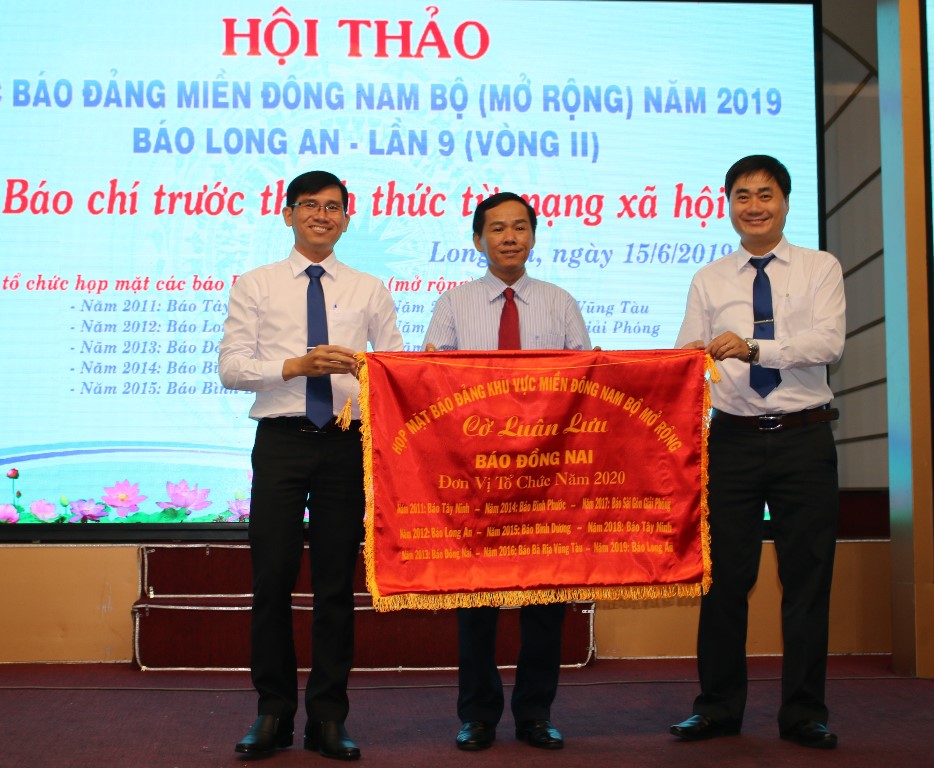 HỘI THẢO
BÁO ĐẢNG MIỀN ĐÔNG NAM BỘ (MỞ RỘNG) NĂM 2019
BÁO LONG AN - LẦN 9 (VÒNG II)
Báo chí trước thức từ mạng xã hội
Long ngày 15/6/2019
tổ chức họp mặt các báo (mở rộng
- Năm 2011: Báo Tây Vũng Tàu
- Năm 2012: Báo Giải Phóng
- Năm 2013: Báo
- Năm 2014: Báo
- Năm 2015: Báo Bình
HỌP MẶT BÁO ĐẢNG KHU VỰC MIỀN ĐÔNG NAM BỘ MỞ RỘNG
Cờ Luân Lưu
BÁO ĐỒNG NAI
Đơn Vị Tổ Chức Năm 2020
Năm 2011: Báo Tây Ninh - Năm 2014: Báo Bình Phước - Năm 2017: Báo Sài Gòn Giải Phóng
Năm 2012: Báo Long An - Năm 2015: Báo Bình Dương - Năm 2018: Báo Tây Ninh
Năm 2013: Báo Đồng Nai - Năm 2016: Báo Bà Rịa Vũng Tàu - Năm 2019: Báo Long An